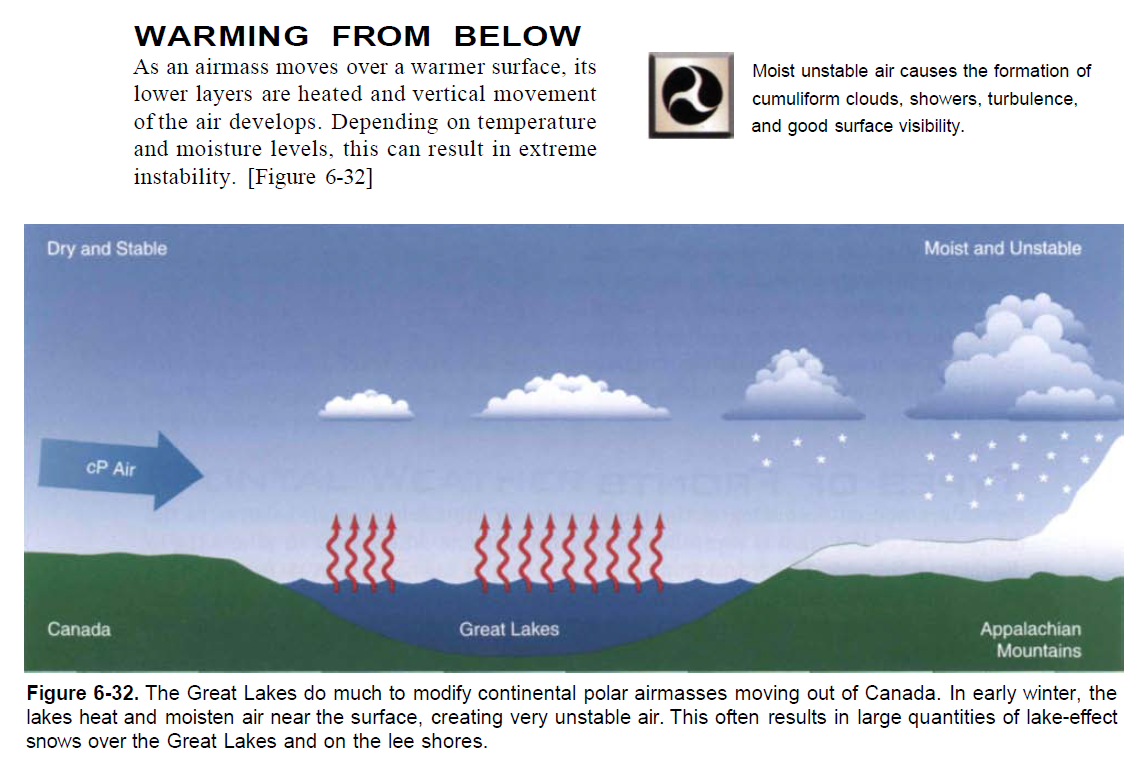 WARMING FROM BELOW
As an airmass moves over a warmer surface, its
lower layers are heated and vertical movement
of the air develops. Depending on temperature
and moisture levels, this can result in extreme
instability. [Figure 6-32]
Moist unstable air causes the formation of
cumuliform clouds, showers, turbulence,
and good surface visibility.
Dry and Stable
Moist and Unstable
cP Air
Canada
Great Lakes
Appalachian
Mountains
Figure 6-32. The Great Lakes do much to modify continental polar airmasses moving out of Canada. In early winter, the
lakes heat and moisten air near the surface, creating very unstable air. This often results in large quantities of lake-effect
snows over the Great Lakes and on the lee shores.